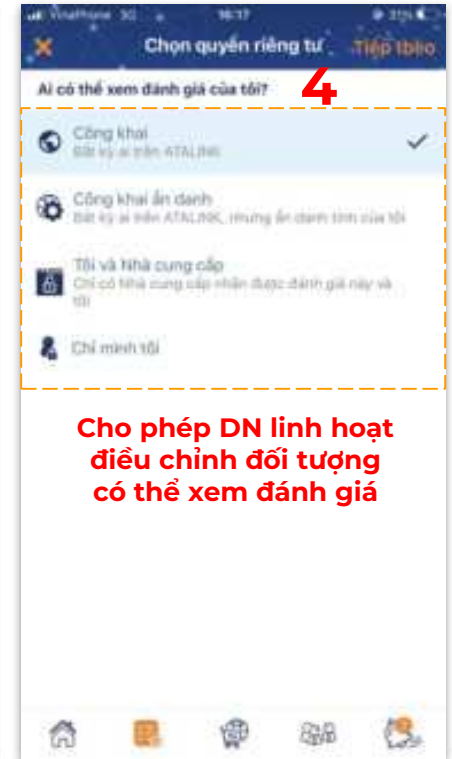 VinaPhone 3G 16:17
Chọn quyền riêng tư Tiếp theo
Ai có thể xem đánh giá của tôi?
4
Công khai
Bất kỳ ai trên ATALINK
Công khai ẩn danh
Bất kỳ ai trên ATALINK, nhưng ẩn danh tính của tôi
Tôi và Nhà cung cấp
Chỉ có Nhà cung cấp nhận được đánh giá này và
tôi
Chỉ mình tôi
Cho phép DN linh hoạt
điều chỉnh đối tượng
có thể xem đánh giá